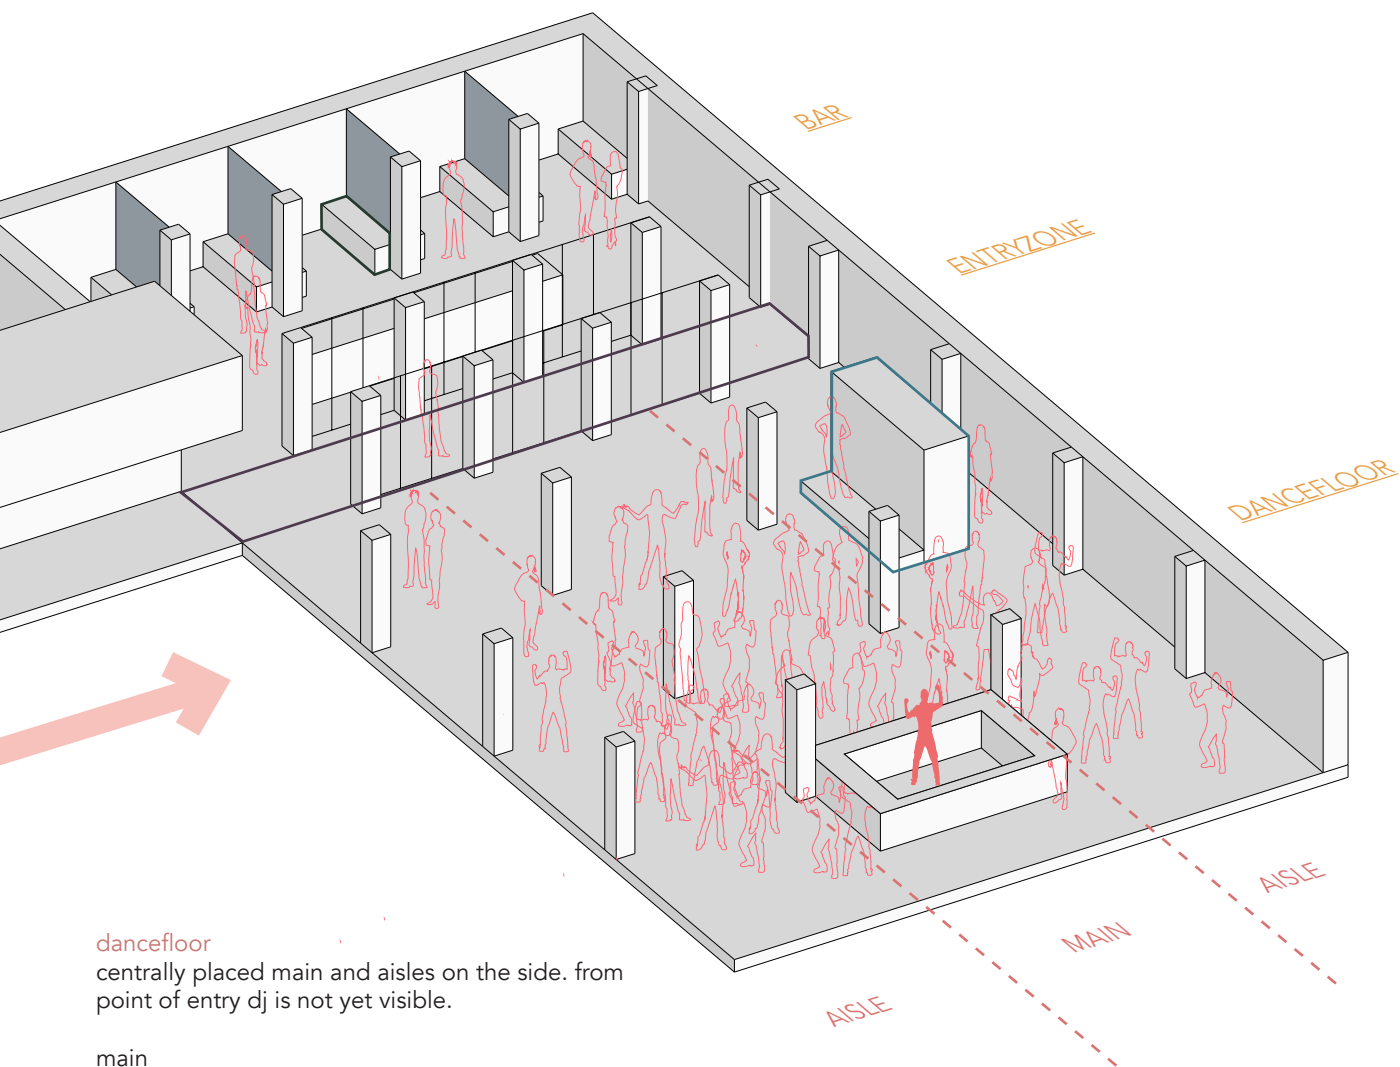 BAR
ENTRYZONE
DANCEFLOOR
AISLE
MAIN
AISLE
dancefloor
centrally placed main and aisles on the side. from
point of entry dj is not yet visible.
main